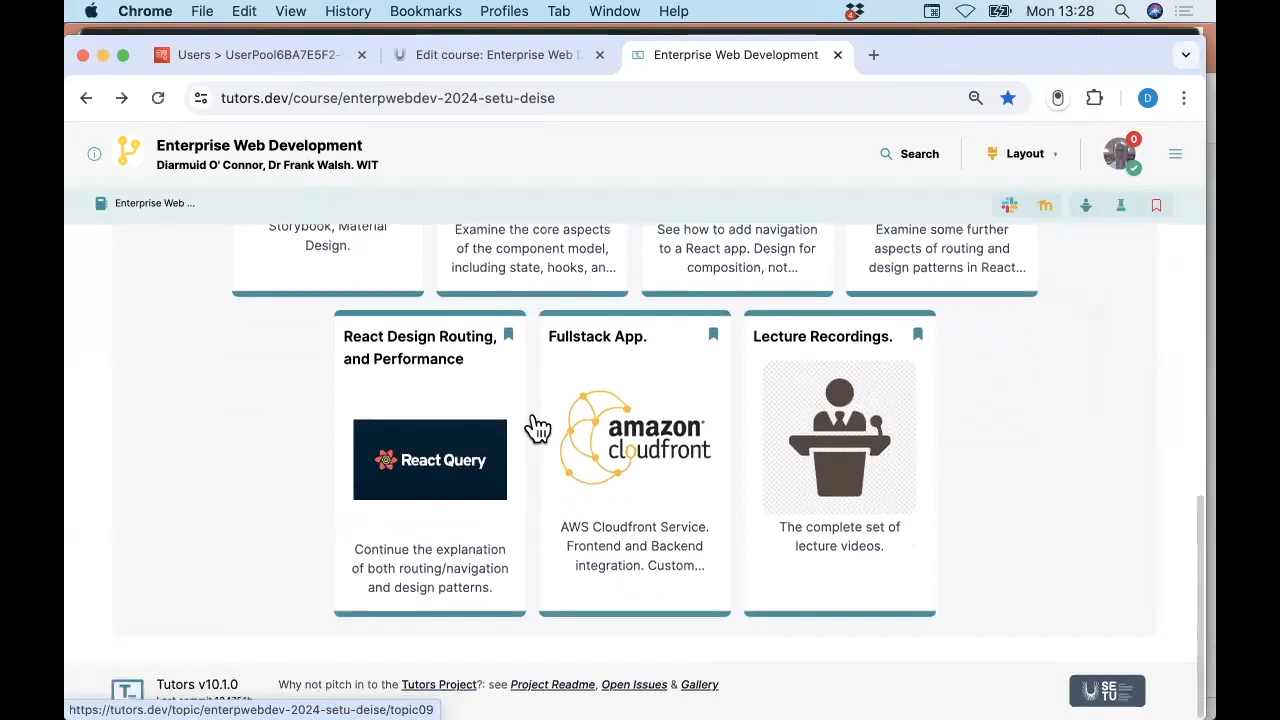 Chrome File Edit View History Bookmarks Profiles Tab Window Help
4
Mon 13:28
Users > UserPool6BA7E5F2-
Edit course: Enterprise Web D
Enterprise Web Development
tutors.dev/course/enterpwebdev-2024-setu-deise
D
Enterprise Web Development
Diarmuid O' Connor, Dr Frank Walsh. WIT
Search
Layout
0
Enterprise Web ...
Storybook, Material
Design.
Examine the core aspects
of the component model,
including state, hooks, an...
See how to add navigation
to a React app. Design for
composition, not...
Examine some further
aspects of routing and
design patterns in React...
React Design Routing,
and Performance
React Query
Continue the explanation
of both routing/navigation
and design patterns.
Fullstack App.
amazon
cloudfront
AWS Cloudfront Service.
Frontend and Backend
integration. Custom...
Lecture Recordings.
The complete set of
lecture videos.
Tutors v10.1.0
Why not pitch in to the Tutors Project?: see Project Readme, Open Issues & Gallery
SE
TU
https://tutors.dev/topic/enterpwebdev-2024-setu-deise/topic09